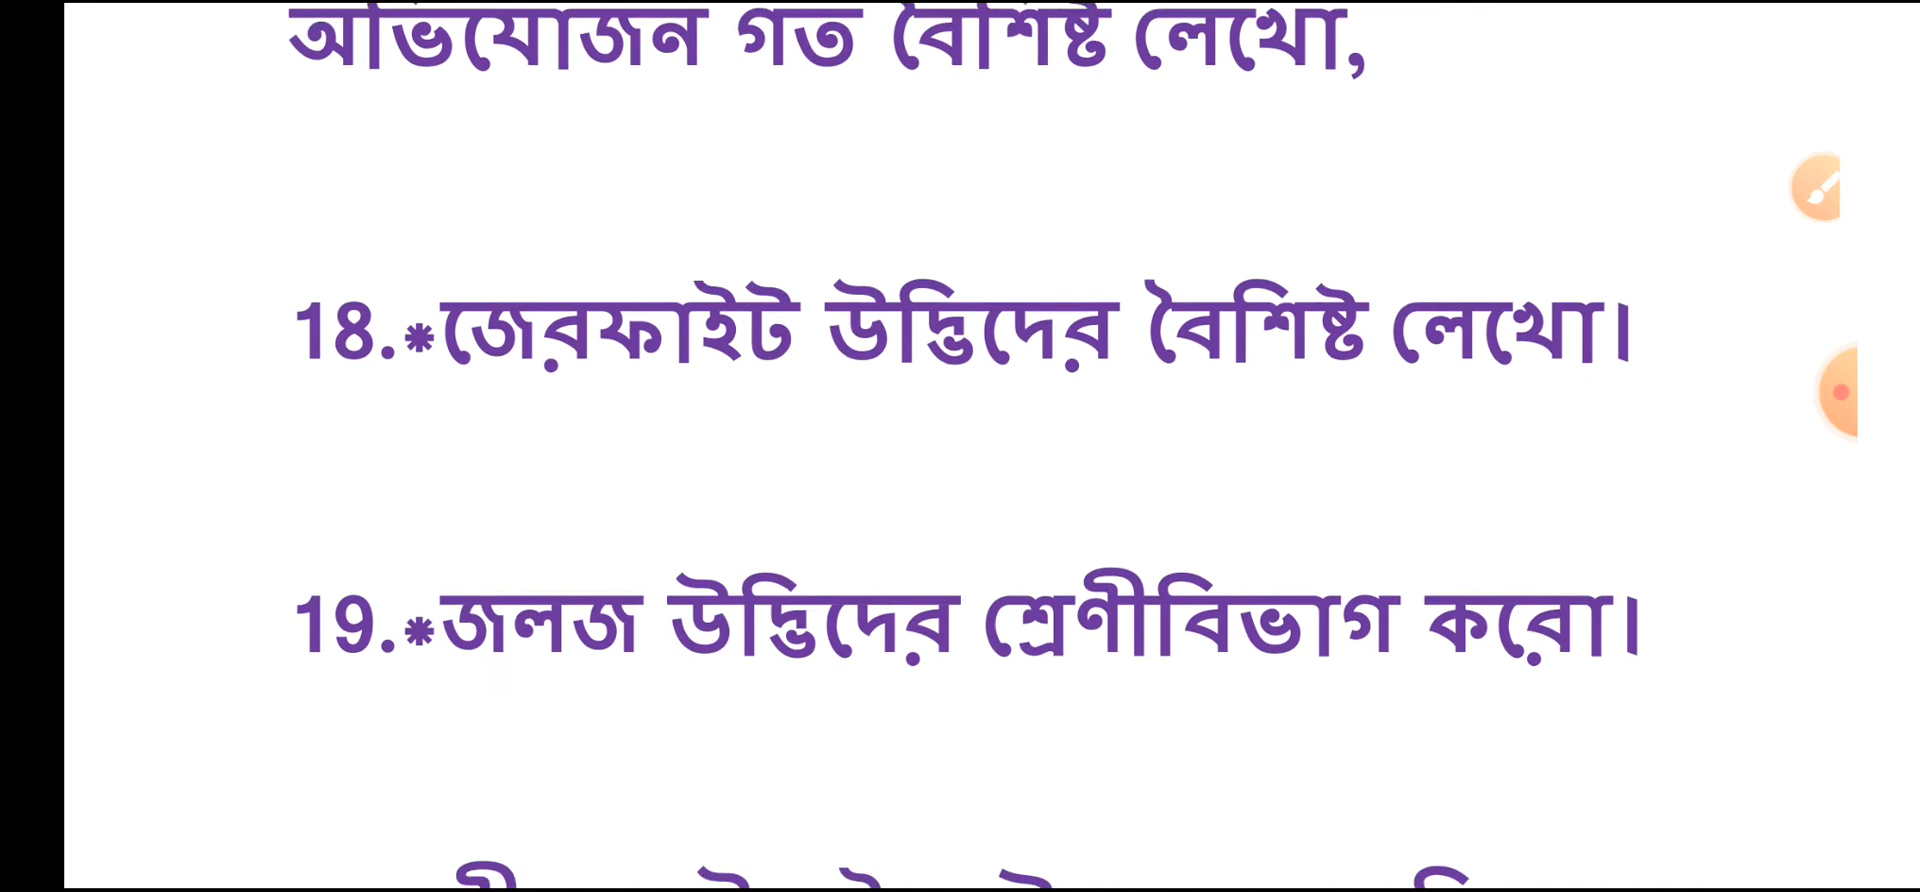 অভিযোজন গত বৈশিষ্ট লেখো,
18.*জেরফাইট উদ্ভিদের বৈশিষ্ট লেখো।
19.*জলজ উদ্ভিদের শ্রেণীবিভাগ করো।